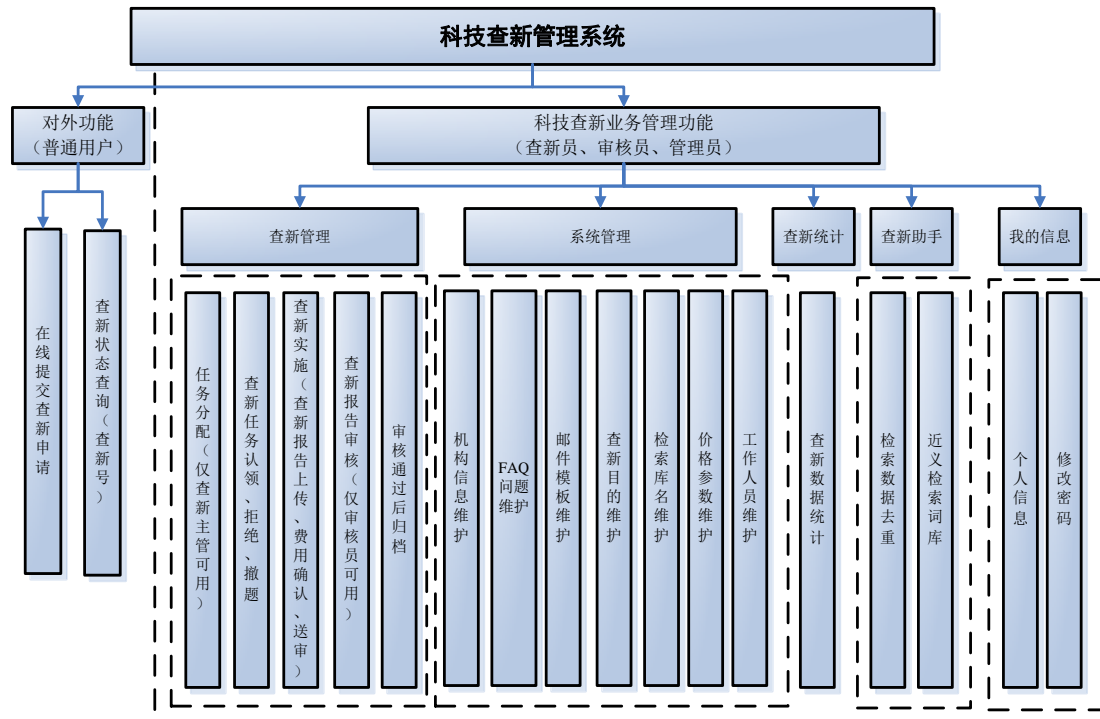 科技查新管理系统
对外功能
（普通用户）
科技查新业务管理功能
（查新员、审核员、管理员）
查新管理
系统管理
查新统计
查新助手
我的信息
在线提交查新申请
查新状态查询（查新号）
任务分配（仅查新主管可用）
查新任务认领、拒绝、撤题
查新实施（查新报告上传、费用确认、送审）
查新报告审核（仅审核员可用）
审核通过后归档
机构信息维护
FAQ
问题
维护
邮件模板维护
查新目的维护
检索库名维护
价格参数维护
工作人员维护
查新数据统计
检索数据去重
近义检索词库
个人信息
修改密码